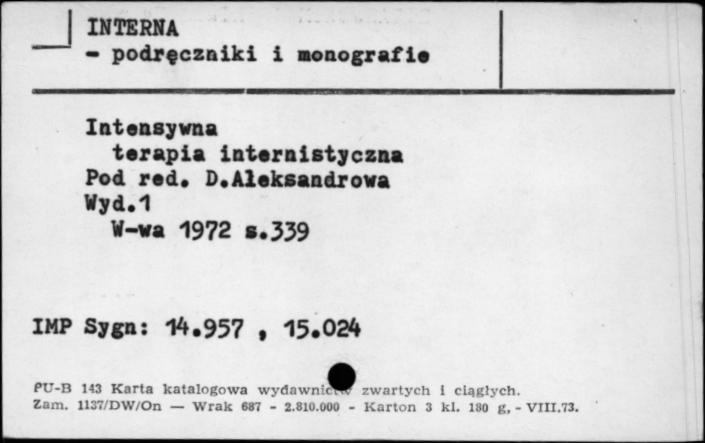 INTERNA
- podręczniki i monografie
Intensywna
terapia internistyczna
Pod red. D.Aleksandrowa
Wyd.1
W-wa 1972 s.339
IMP Sygn: 14.957 , 15.024
PU-B 143 Karta katalogowa wydawnictw zwartych i ciągłych.
Zam. 1137/DW/On — Wrak 687 - 2.810.000 - Karton 3 kl. 180 g, - VIII.73.